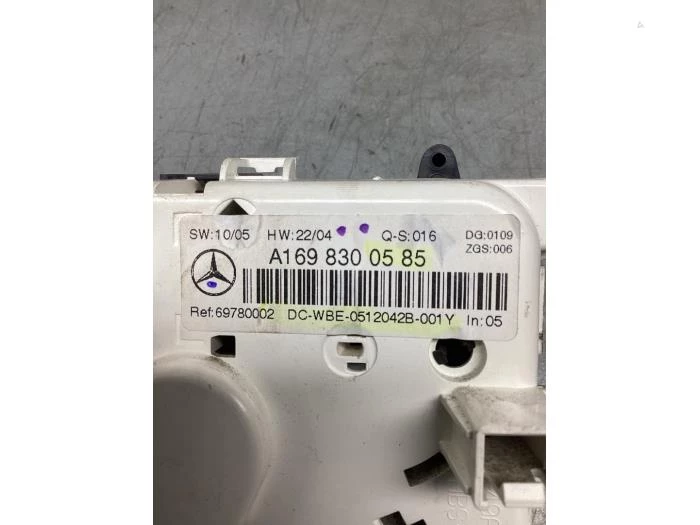 SW:10/05 HW:22/04 Q-S:016 DG:0109
ZGS:006
A169 830 05 85
Ref:69780002 DC-WBE-0512042B-001Y In:05